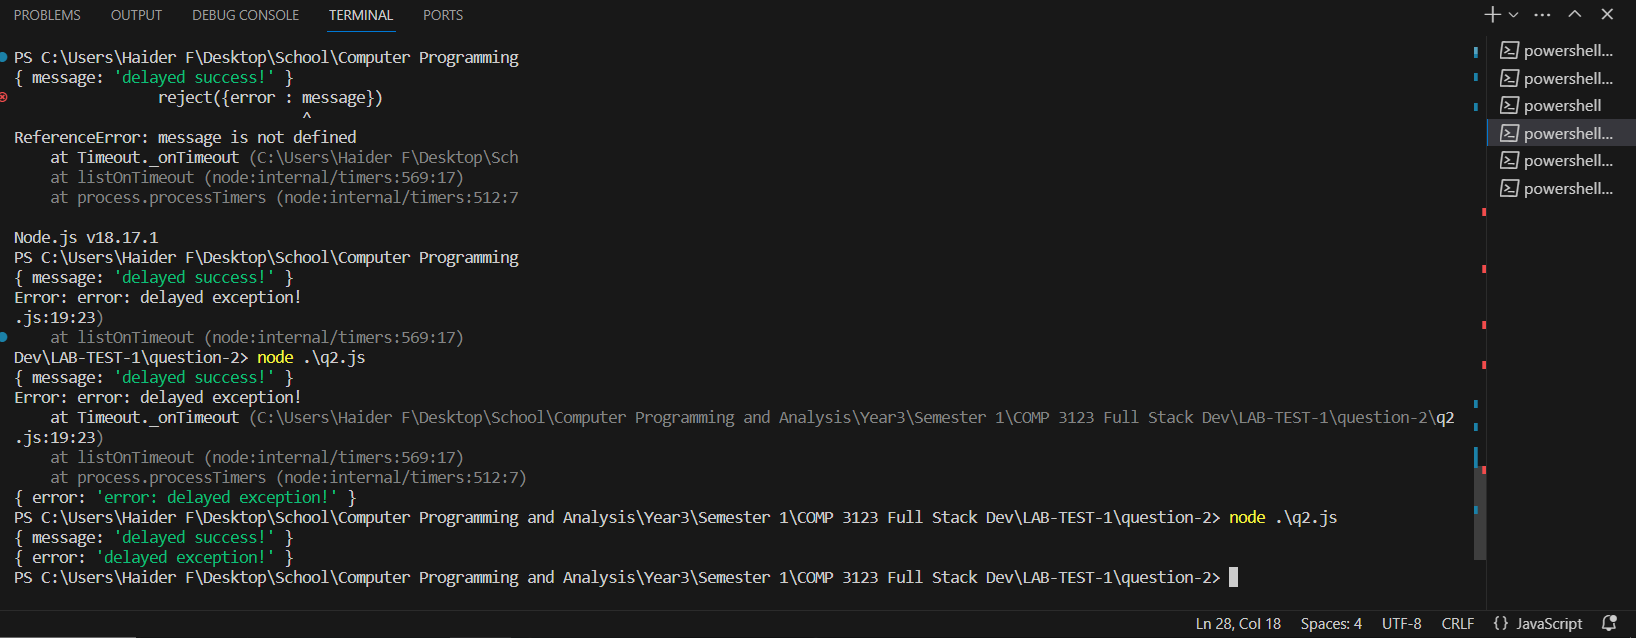 PROBLEMS OUTPUT DEBUG CONSOLE TERMINAL PORTS
PS C:\Users\Haider F\Desktop\School\Computer Programming
{ message: 'delayed success!' }
                reject({error : message})
                                ^
ReferenceError: message is not defined
    at Timeout._onTimeout (C:\Users\Haider F\Desktop\Sch
    at listOnTimeout (node:internal/timers:569:17)
    at process.processTimers (node:internal/timers:512:7
Node.js v18.17.1
PS C:\Users\Haider F\Desktop\School\Computer Programming
{ message: 'delayed success!' }
Error: error: delayed exception!
.js:19:23)
    at listOnTimeout (node:internal/timers:569:17)
Dev\LAB-TEST-1\question-2> node .\q2.js
{ message: 'delayed success!' }
Error: error: delayed exception!
    at Timeout._onTimeout (C:\Users\Haider F\Desktop\School\Computer Programming and Analysis\Year3\Semester 1\COMP 3123 Full Stack Dev\LAB-TEST-1\question-2\q2
.js:19:23)
    at listOnTimeout (node:internal/timers:569:17)
    at process.processTimers (node:internal/timers:512:7)
{ error: 'error: delayed exception!' }
PS C:\Users\Haider F\Desktop\School\Computer Programming and Analysis\Year3\Semester 1\COMP 3123 Full Stack Dev\LAB-TEST-1\question-2> node .\q2.js
{ message: 'delayed success!' }
{ error: 'delayed exception!' }
PS C:\Users\Haider F\Desktop\School\Computer Programming and Analysis\Year3\Semester 1\COMP 3123 Full Stack Dev\LAB-TEST-1\question-2>
powershell...
powershell...
powershell
powershell...
powershell...
powershell...
Ln 28, Col 18 Spaces: 4 UTF-8 CRLF {} JavaScript